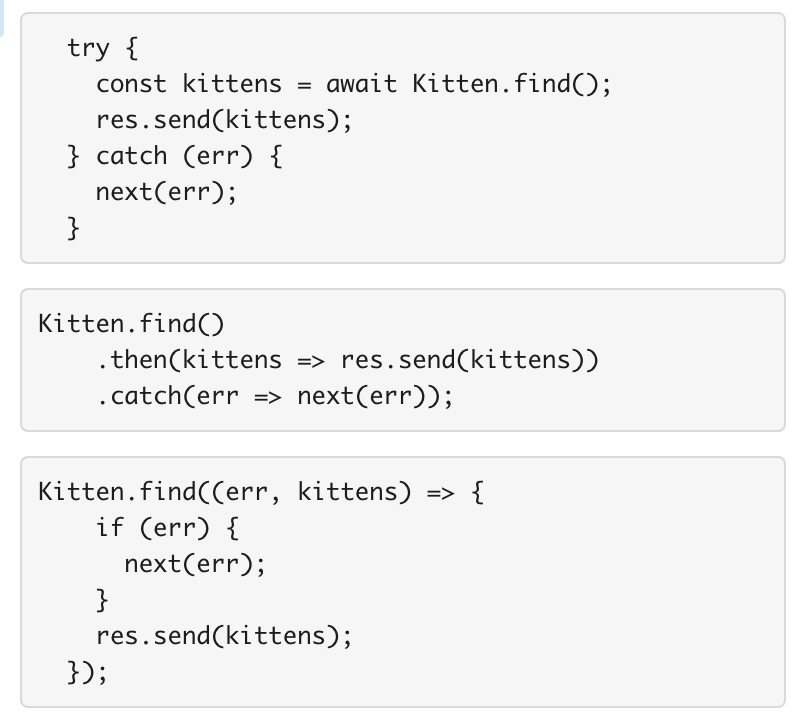 try {
  const kittens = await Kitten.find();
  res.send(kittens);
} catch (err) {
  next(err);
}
Kitten.find()
    .then(kittens => res.send(kittens))
    .catch(err => next(err));
Kitten.find((err, kittens) => {
    if (err) {
      next(err);
    }
    res.send(kittens);
  });